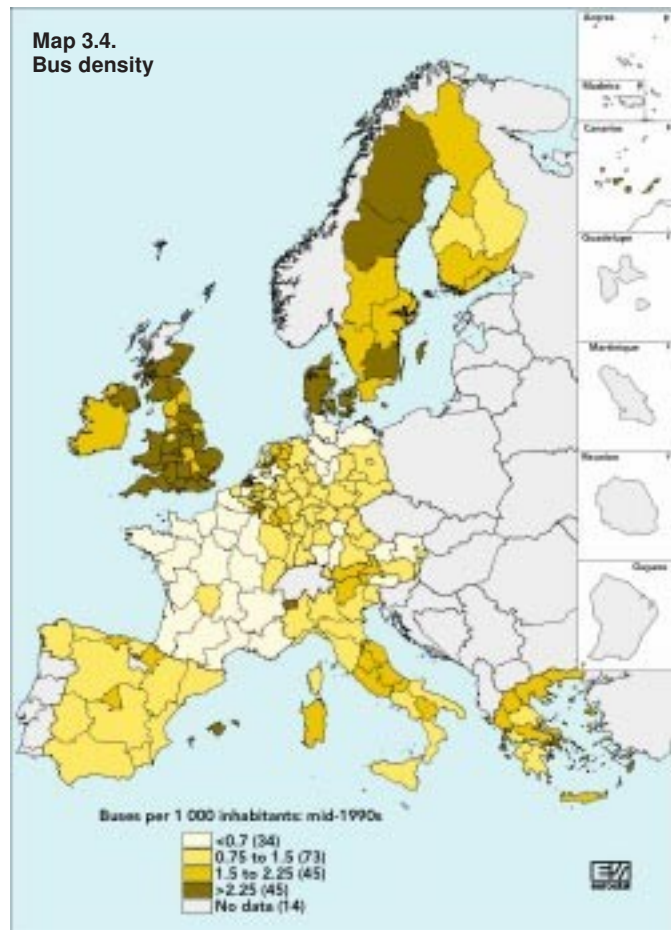 Map 3.4.
Bus density
Açores P
Madeira P
Canarias E
Guadelupe F
Martinique F
Reunion F
Guyane
Buses per 1 000 inhabitants: mid-1990s
<0.7 (34)
0.75 to 1.5 (73)
1.5 to 2.25 (45)
>2.25 (45)
No data (14)